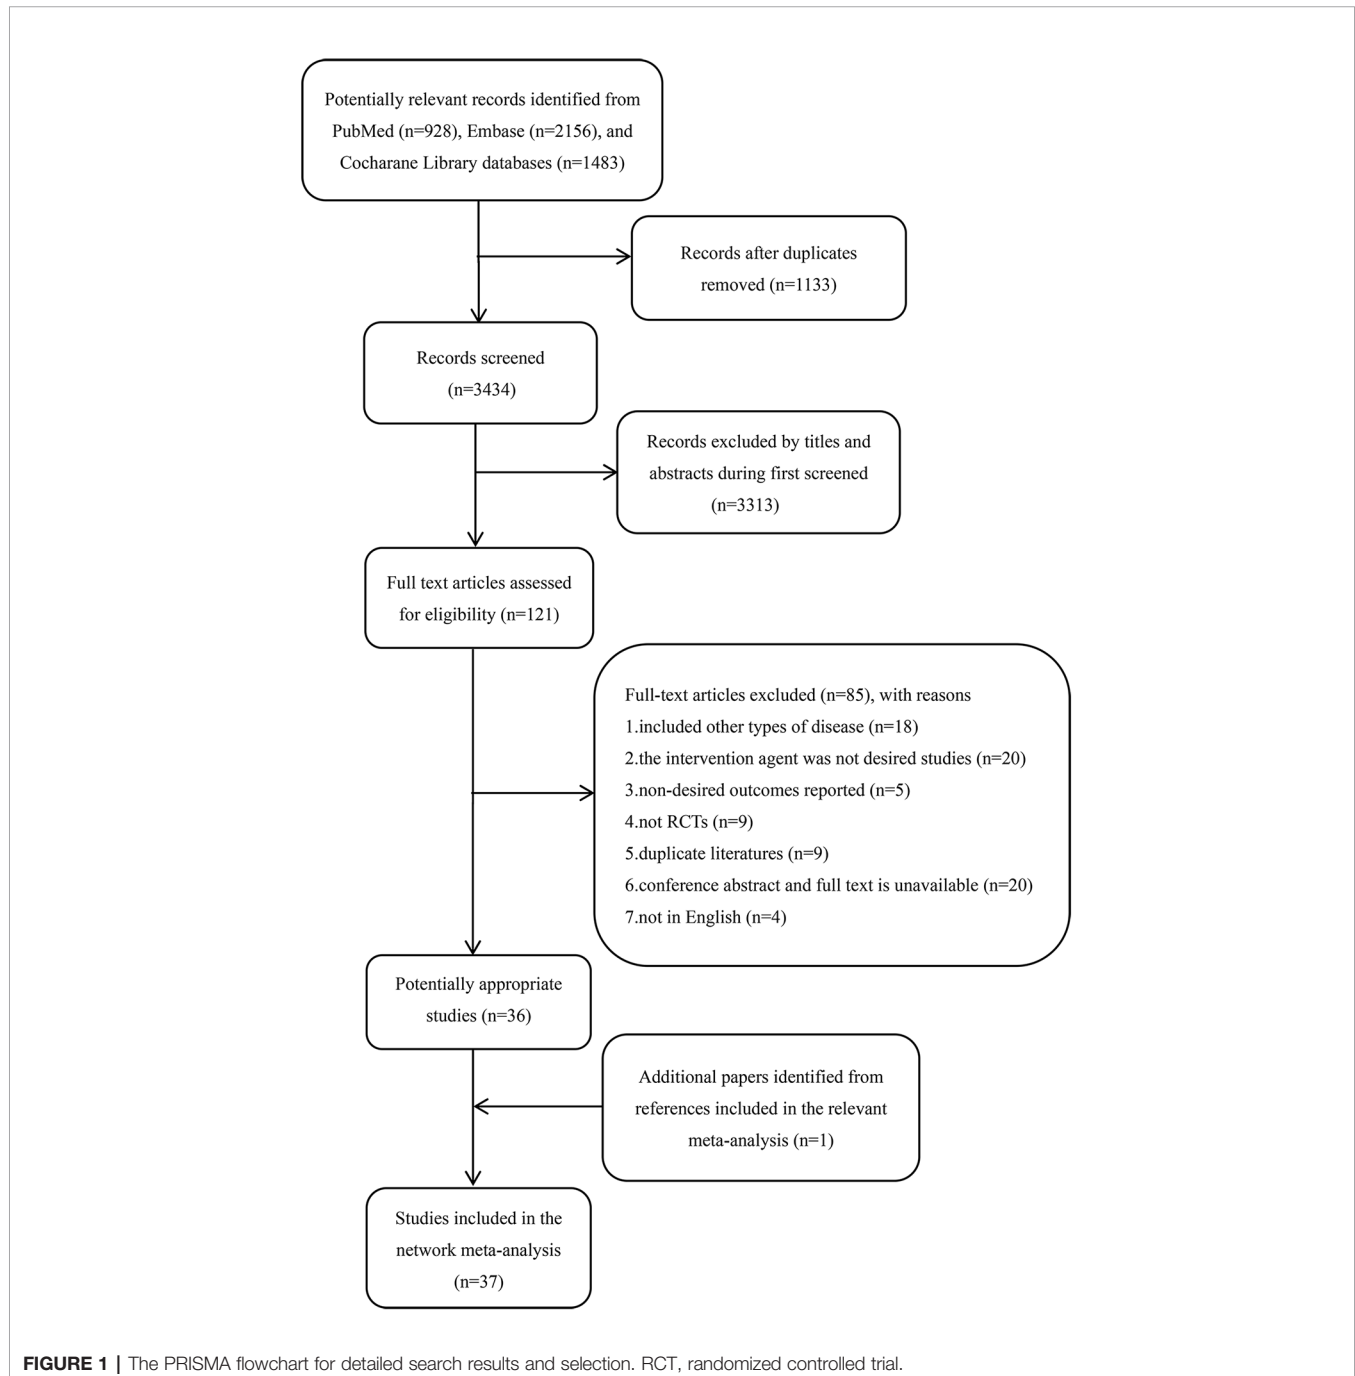 Potentially relevant records identified from
PubMed (n=928), Embase (n=2156), and
Cocharane Library databases (n=1483)
Records after duplicates
removed (n=1133)
Records screened
(n=3434)
Records excluded by titles and
abstracts during first screened
(n=3313)
Full text articles assessed
for eligibility (n=121)
Full-text articles excluded (n=85), with reasons
1.included other types of disease (n=18)
2.the intervention agent was not desired studies (n=20)
3.non-desired outcomes reported (n=5)
4.not RCTs (n=9)
5.duplicate literatures (n=9)
6.conference abstract and full text is unavailable (n=20)
7.not in English (n=4)
Potentially appropriate
studies (n=36)
Additional papers identified from
references included in the relevant
meta-analysis (n=1)
Studies included in the
network meta-analysis
(n=37)
FIGURE 1 | The PRISMA flowchart for detailed search results and selection. RCT, randomized controlled trial.